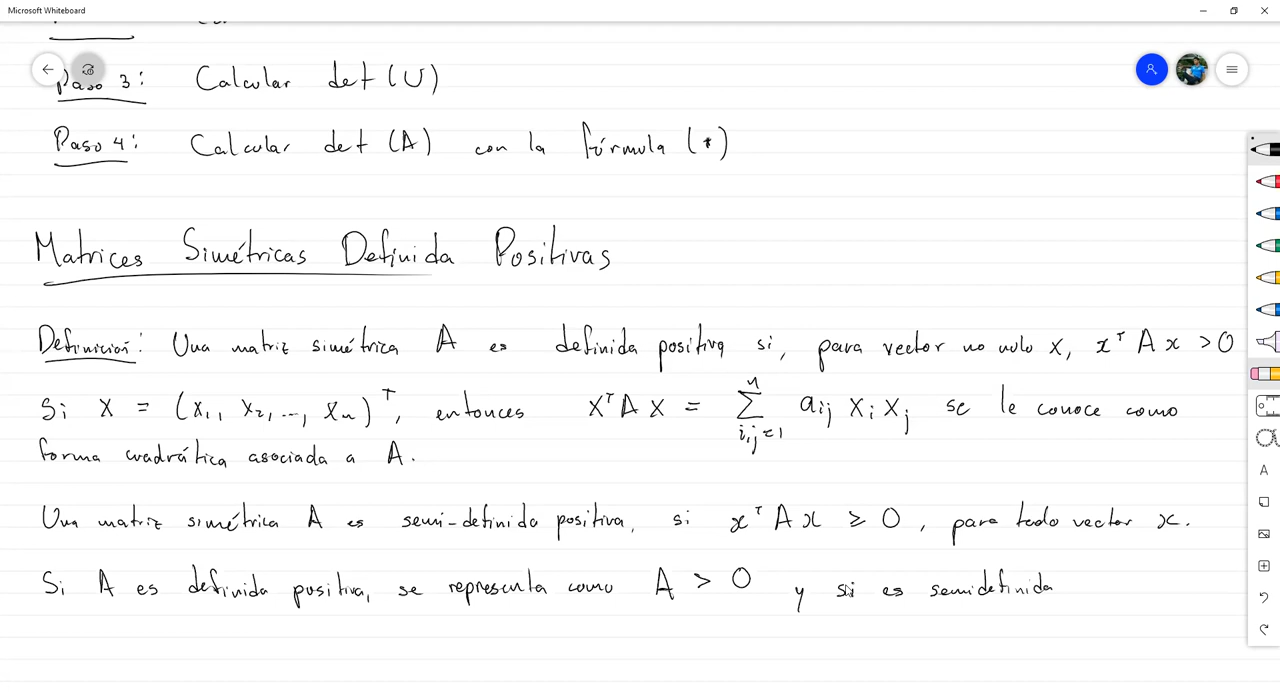 Microsoft Whiteboard
Paso 3: Calcular det (U)
Paso 4: Calcular det (A) con la fórmula (*)
Matrices Simétricas Definida Positivas
Definición: Una matriz simétrica A es definida positiva si, para vector no nulo x, xᵀ A x > 0
Si X = (x₁, x₂, ..., xₙ)ᵀ, entonces XᵀAX = ∑ⁿᵢ,ⱼ₌₁ aᵢⱼ Xᵢ Xⱼ se le conoce como
forma cuadrática asociada a A.
Una matriz simétrica A es semi-definida positiva, si xᵀ A x ≥ 0, para todo vector x.
Si A es definida positiva, se representa como A > 0 y si es semidefinida
A